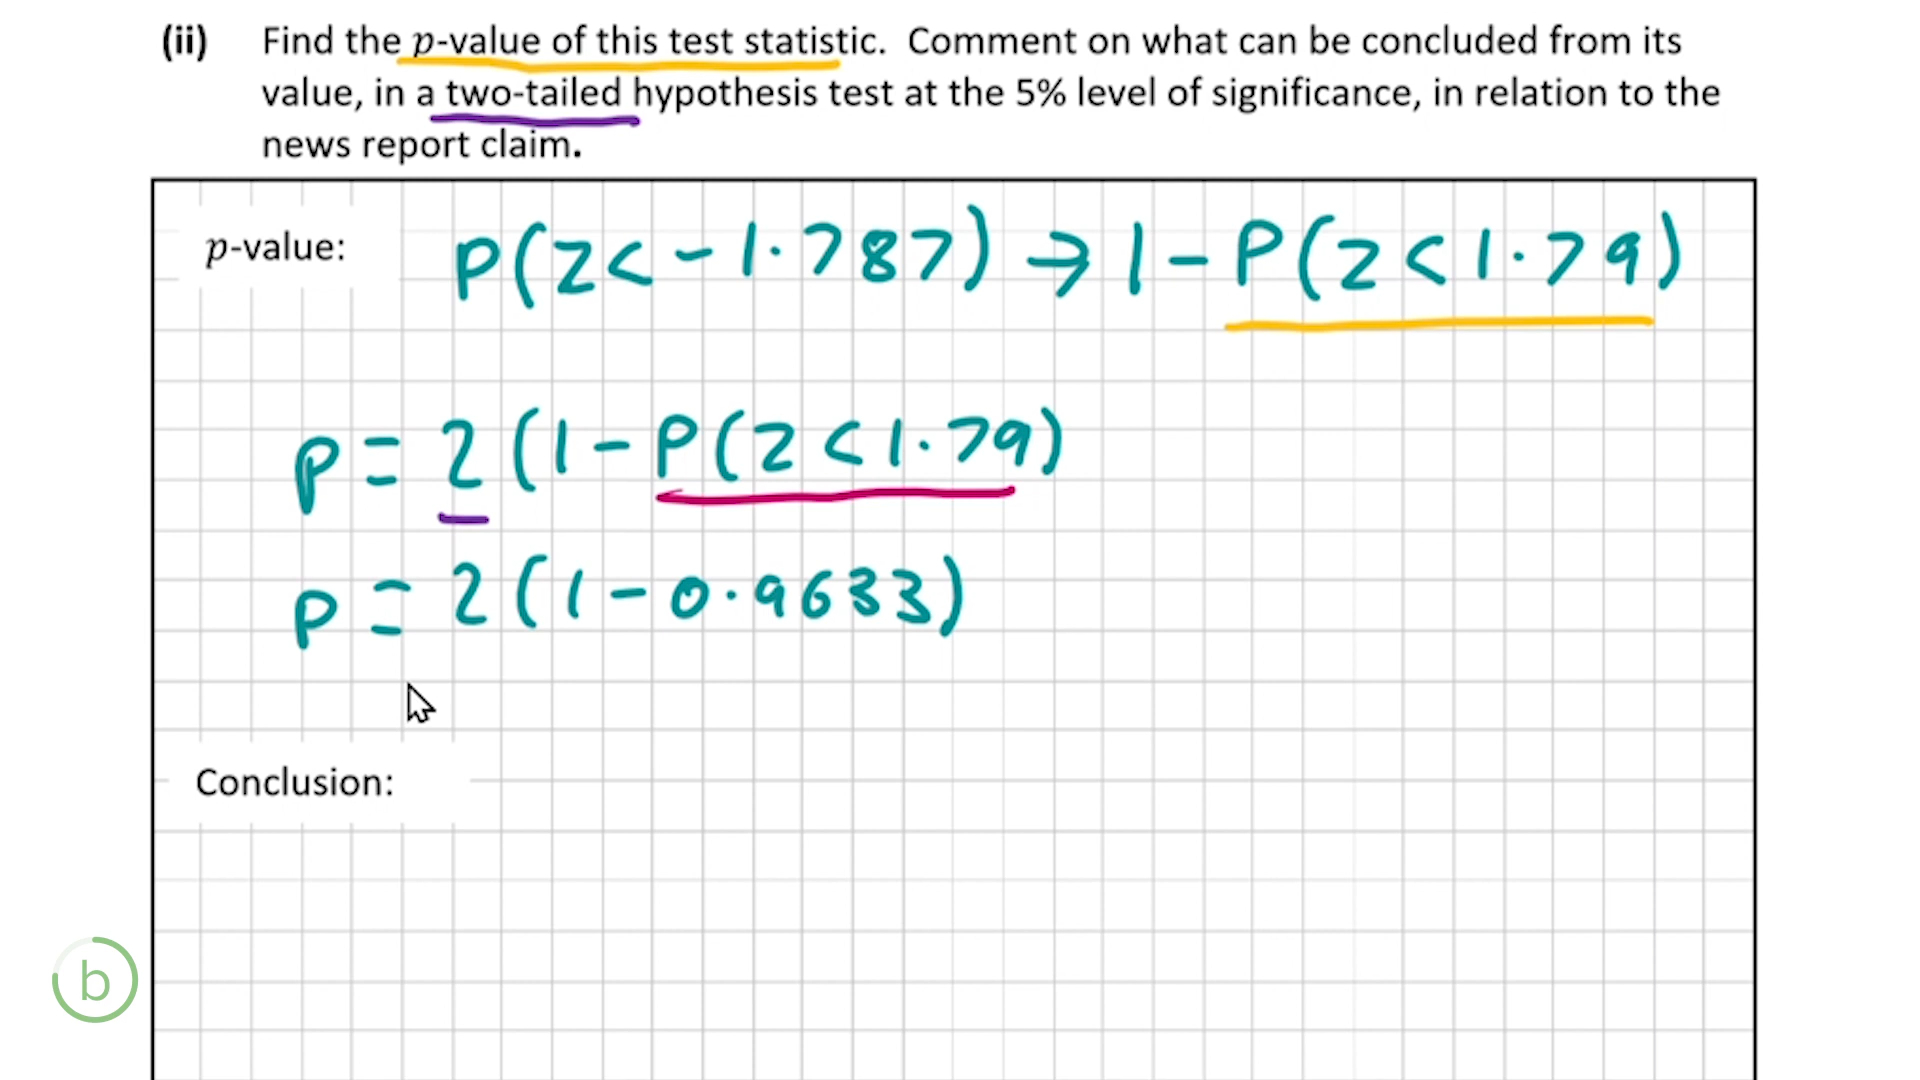 (ii) Find the p-value of this test statistic. Comment on what can be concluded from its
value, in a two-tailed hypothesis test at the 5% level of significance, in relation to the
news report claim.
p-value: P(Z<-1.787) → 1-P(Z<1.79)
p = 2(1-P(Z<1.79)
p = 2(1-0.9633)
Conclusion:
b